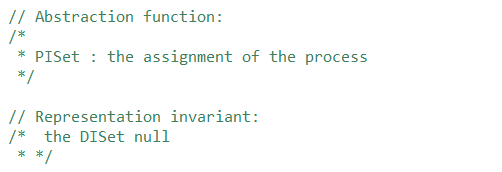 // Abstraction function:
/*
 * PISet : the assignment of the process
 */
// Representation invariant:
/*  the DISet null
 * */